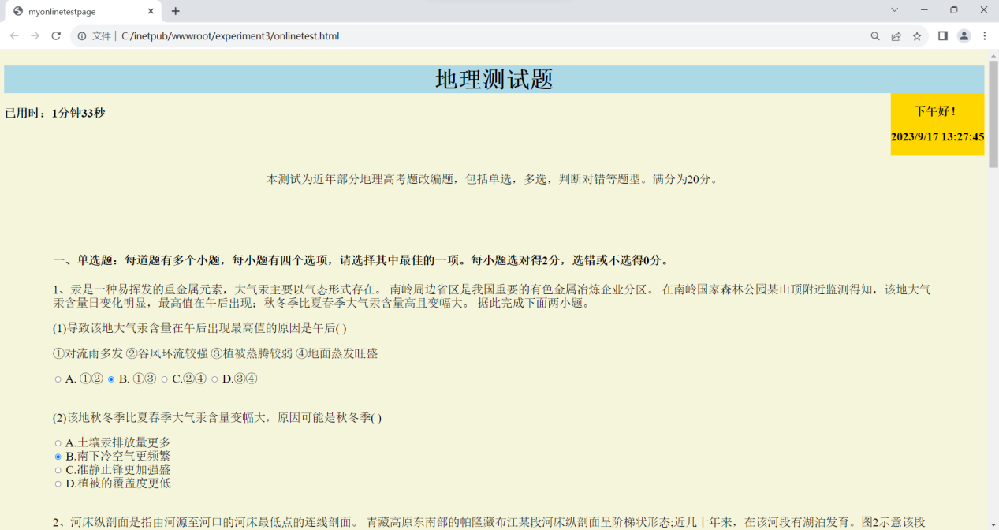 myonlinetestpage
文件 | C:/inetpub/wwwroot/experiment3/onlinetest.html
地理测试题
已用时：1分钟33秒
下午好！
2023/9/17 13:27:45
本测试为近年部分地理高考题改编题，包括单选，多选，判断对错等题型。满分为20分。
一、单选题：每道题有多个小题，每小题有四个选项，请选择其中最佳的一项。每小题选对得2分，选错或不选得0分。
1、汞是一种易挥发的重金属元素，大气汞主要以气态形式存在。 南岭周边省区是我国重要的有色金属冶炼企业分区。 在南岭国家森林公园某山顶附近监测得知，该地大气
汞含量日变化明显，最高值在午后出现；秋冬季比夏春季大气汞含量高且变幅大。 据此完成下面两小题。
(1)导致该地大气汞含量在午后出现最高值的原因是午后( )
①对流雨多发 ②谷风环流较强 ③植被蒸腾较弱 ④地面蒸发旺盛
A. ①② B. ①③ C.②④ D.③④
(2)该地秋冬季比夏春季大气汞含量变幅大，原因可能是秋冬季( )
A.土壤汞排放量更多
B.南下冷空气更频繁
C.准静止锋更加强盛
D.植被的覆盖度更低
2、河床纵剖面是指由河源至河口的河床最低点的连线剖面。 青藏高原东南部的帕隆藏布江某段河床纵剖面呈阶梯状形态;近几十年来，在该河段有湖泊发育。图2示意该段